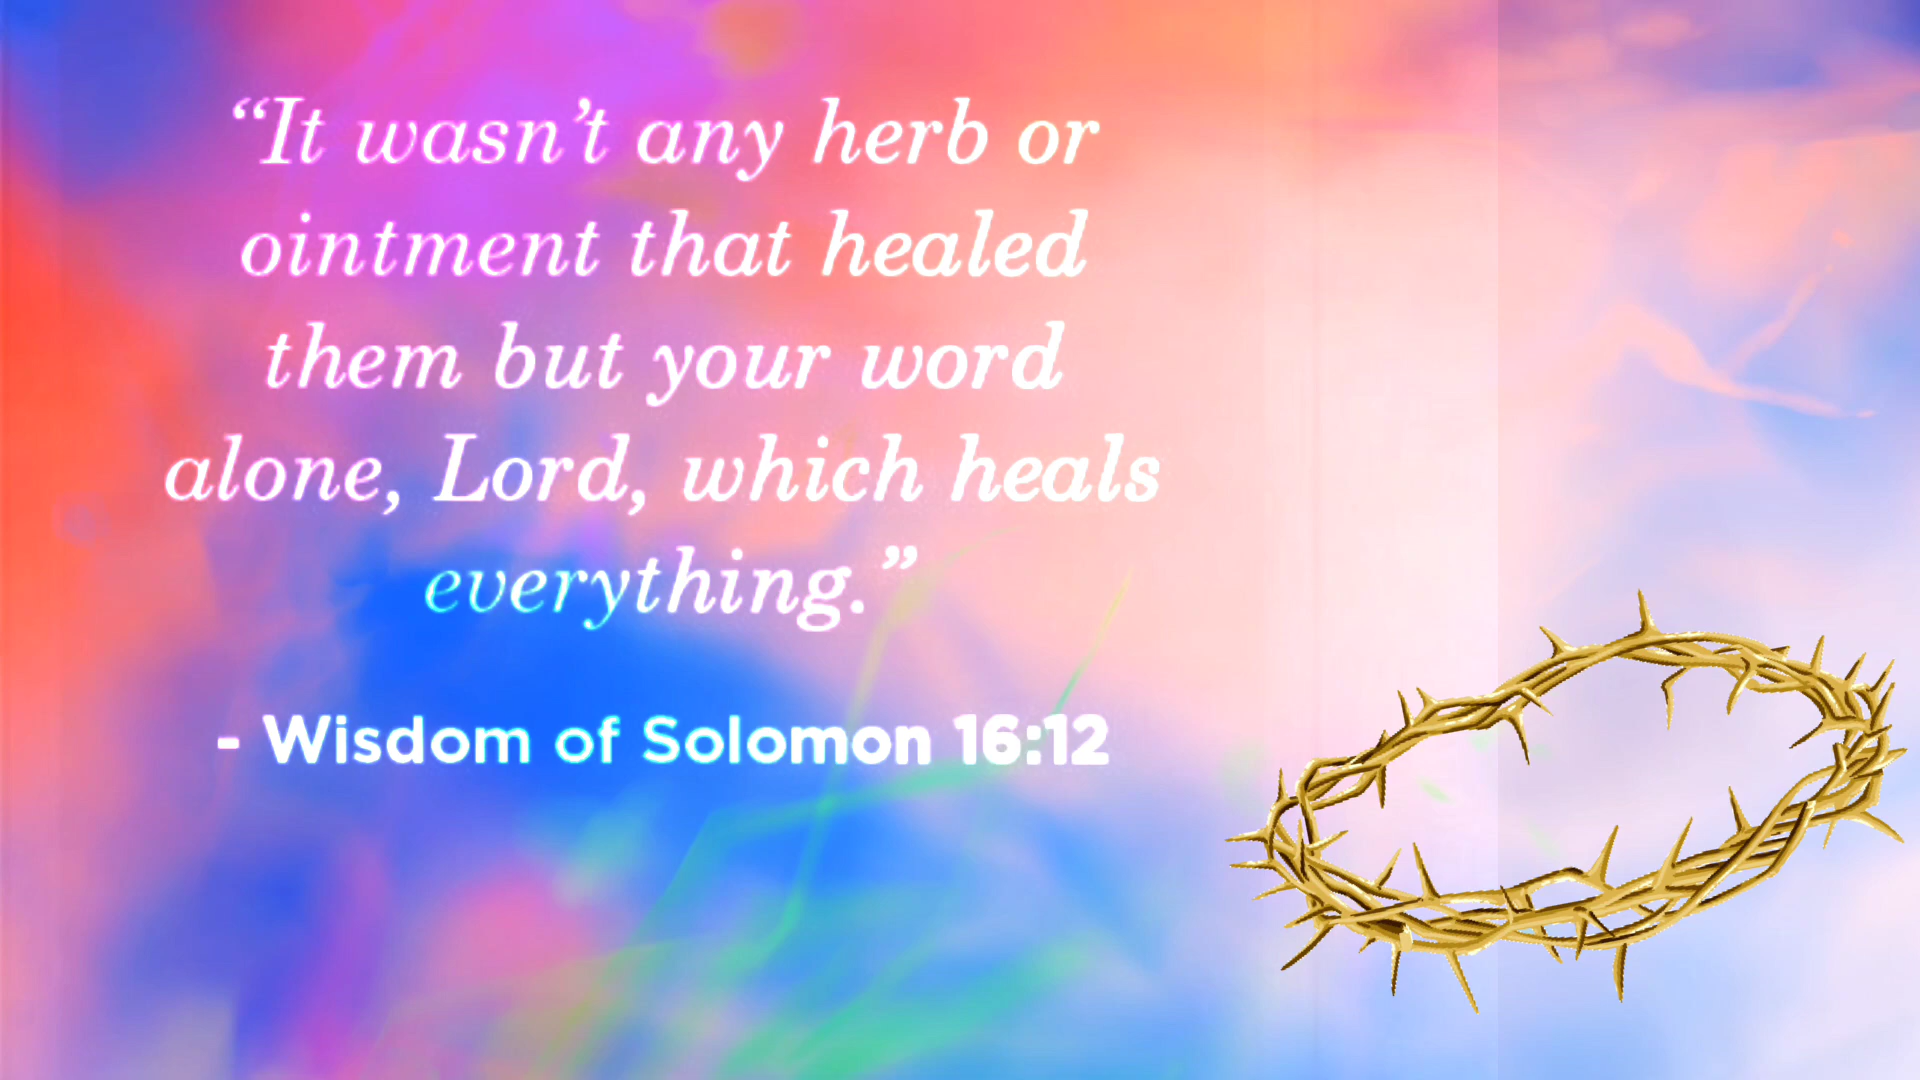 “It wasn’t any herb or
ointment that healed
them but your word
alone, Lord, which heals
everything.”
- Wisdom of Solomon 16:12